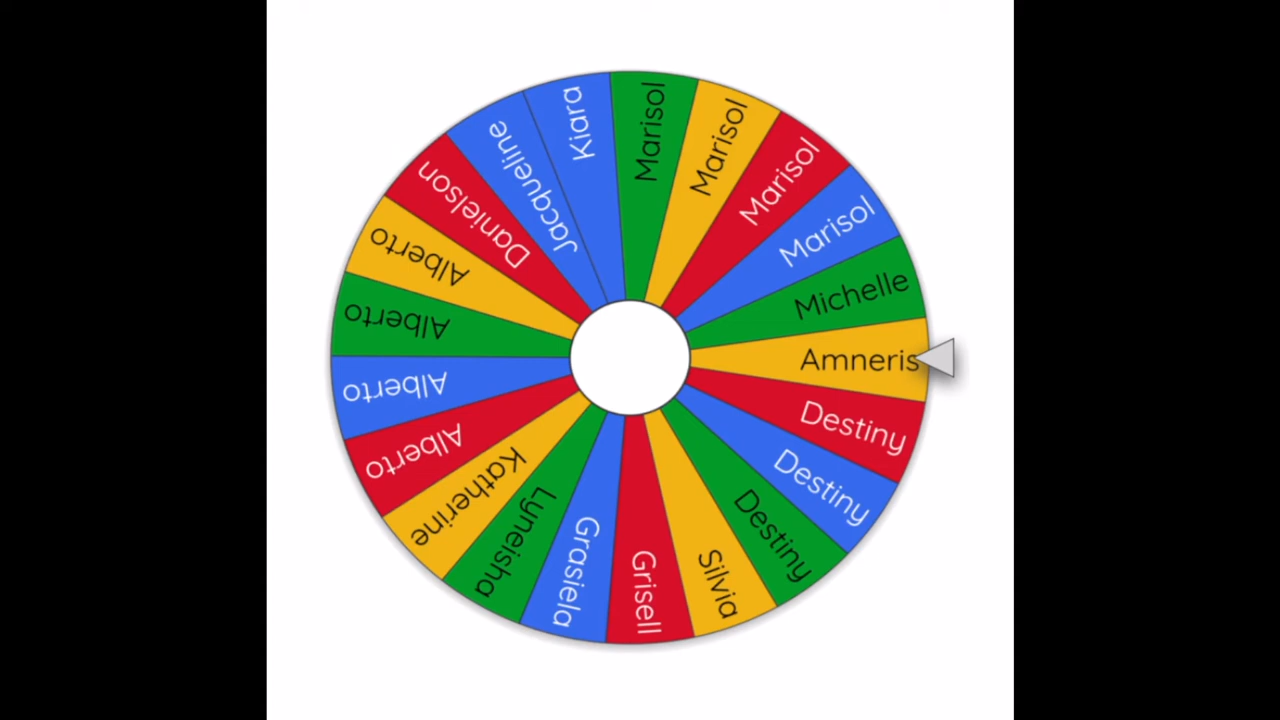 Kiara
Marisol
Marisol
Marisol
Marisol
Michelle
Amneris
Destiny
Destiny
Destiny
Silvia
Grisell
Grasiela
Lyneisha
Katherine
Alberto
Alberto
Alberto
Alberto
Danielson
Jacqueline